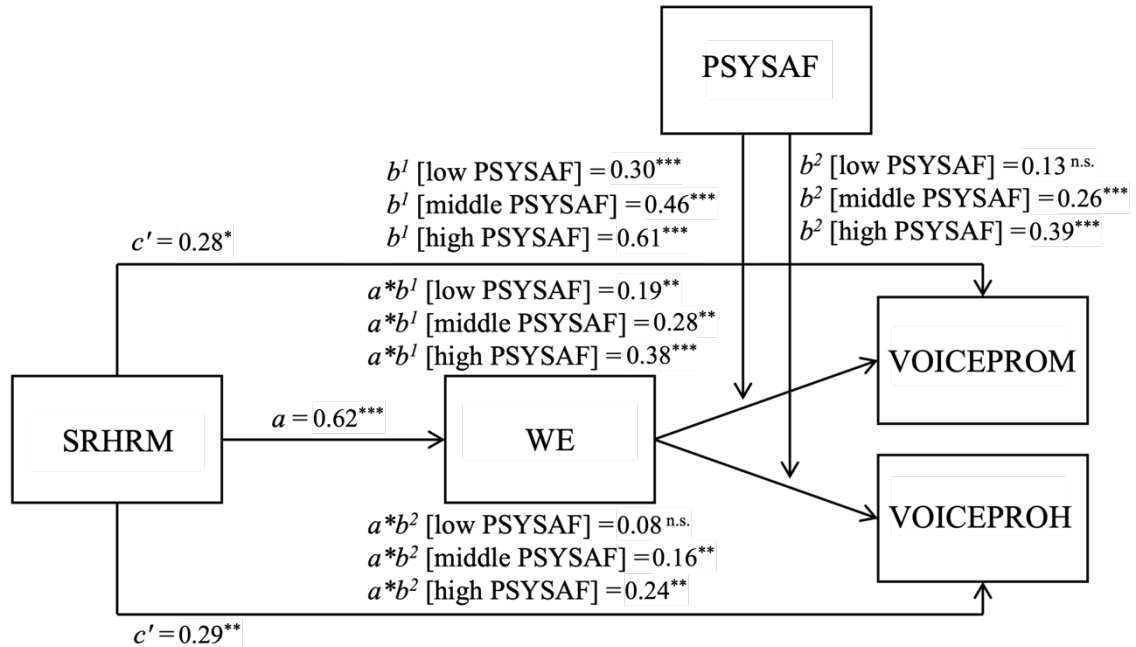 PSYSAF
b¹ [low PSYSAF] = 0.30***
b¹ [middle PSYSAF] = 0.46***
b¹ [high PSYSAF] = 0.61***
b² [low PSYSAF] = 0.13 n.s.
b² [middle PSYSAF] = 0.26***
b² [high PSYSAF] = 0.39***
c' = 0.28*
a*b¹ [low PSYSAF] = 0.19**
a*b¹ [middle PSYSAF] = 0.28**
a*b¹ [high PSYSAF] = 0.38***
VOICEPROM
SRHRM
a = 0.62***
WE
VOICEPROH
a*b² [low PSYSAF] = 0.08 n.s.
a*b² [middle PSYSAF] = 0.16**
a*b² [high PSYSAF] = 0.24**
c' = 0.29**